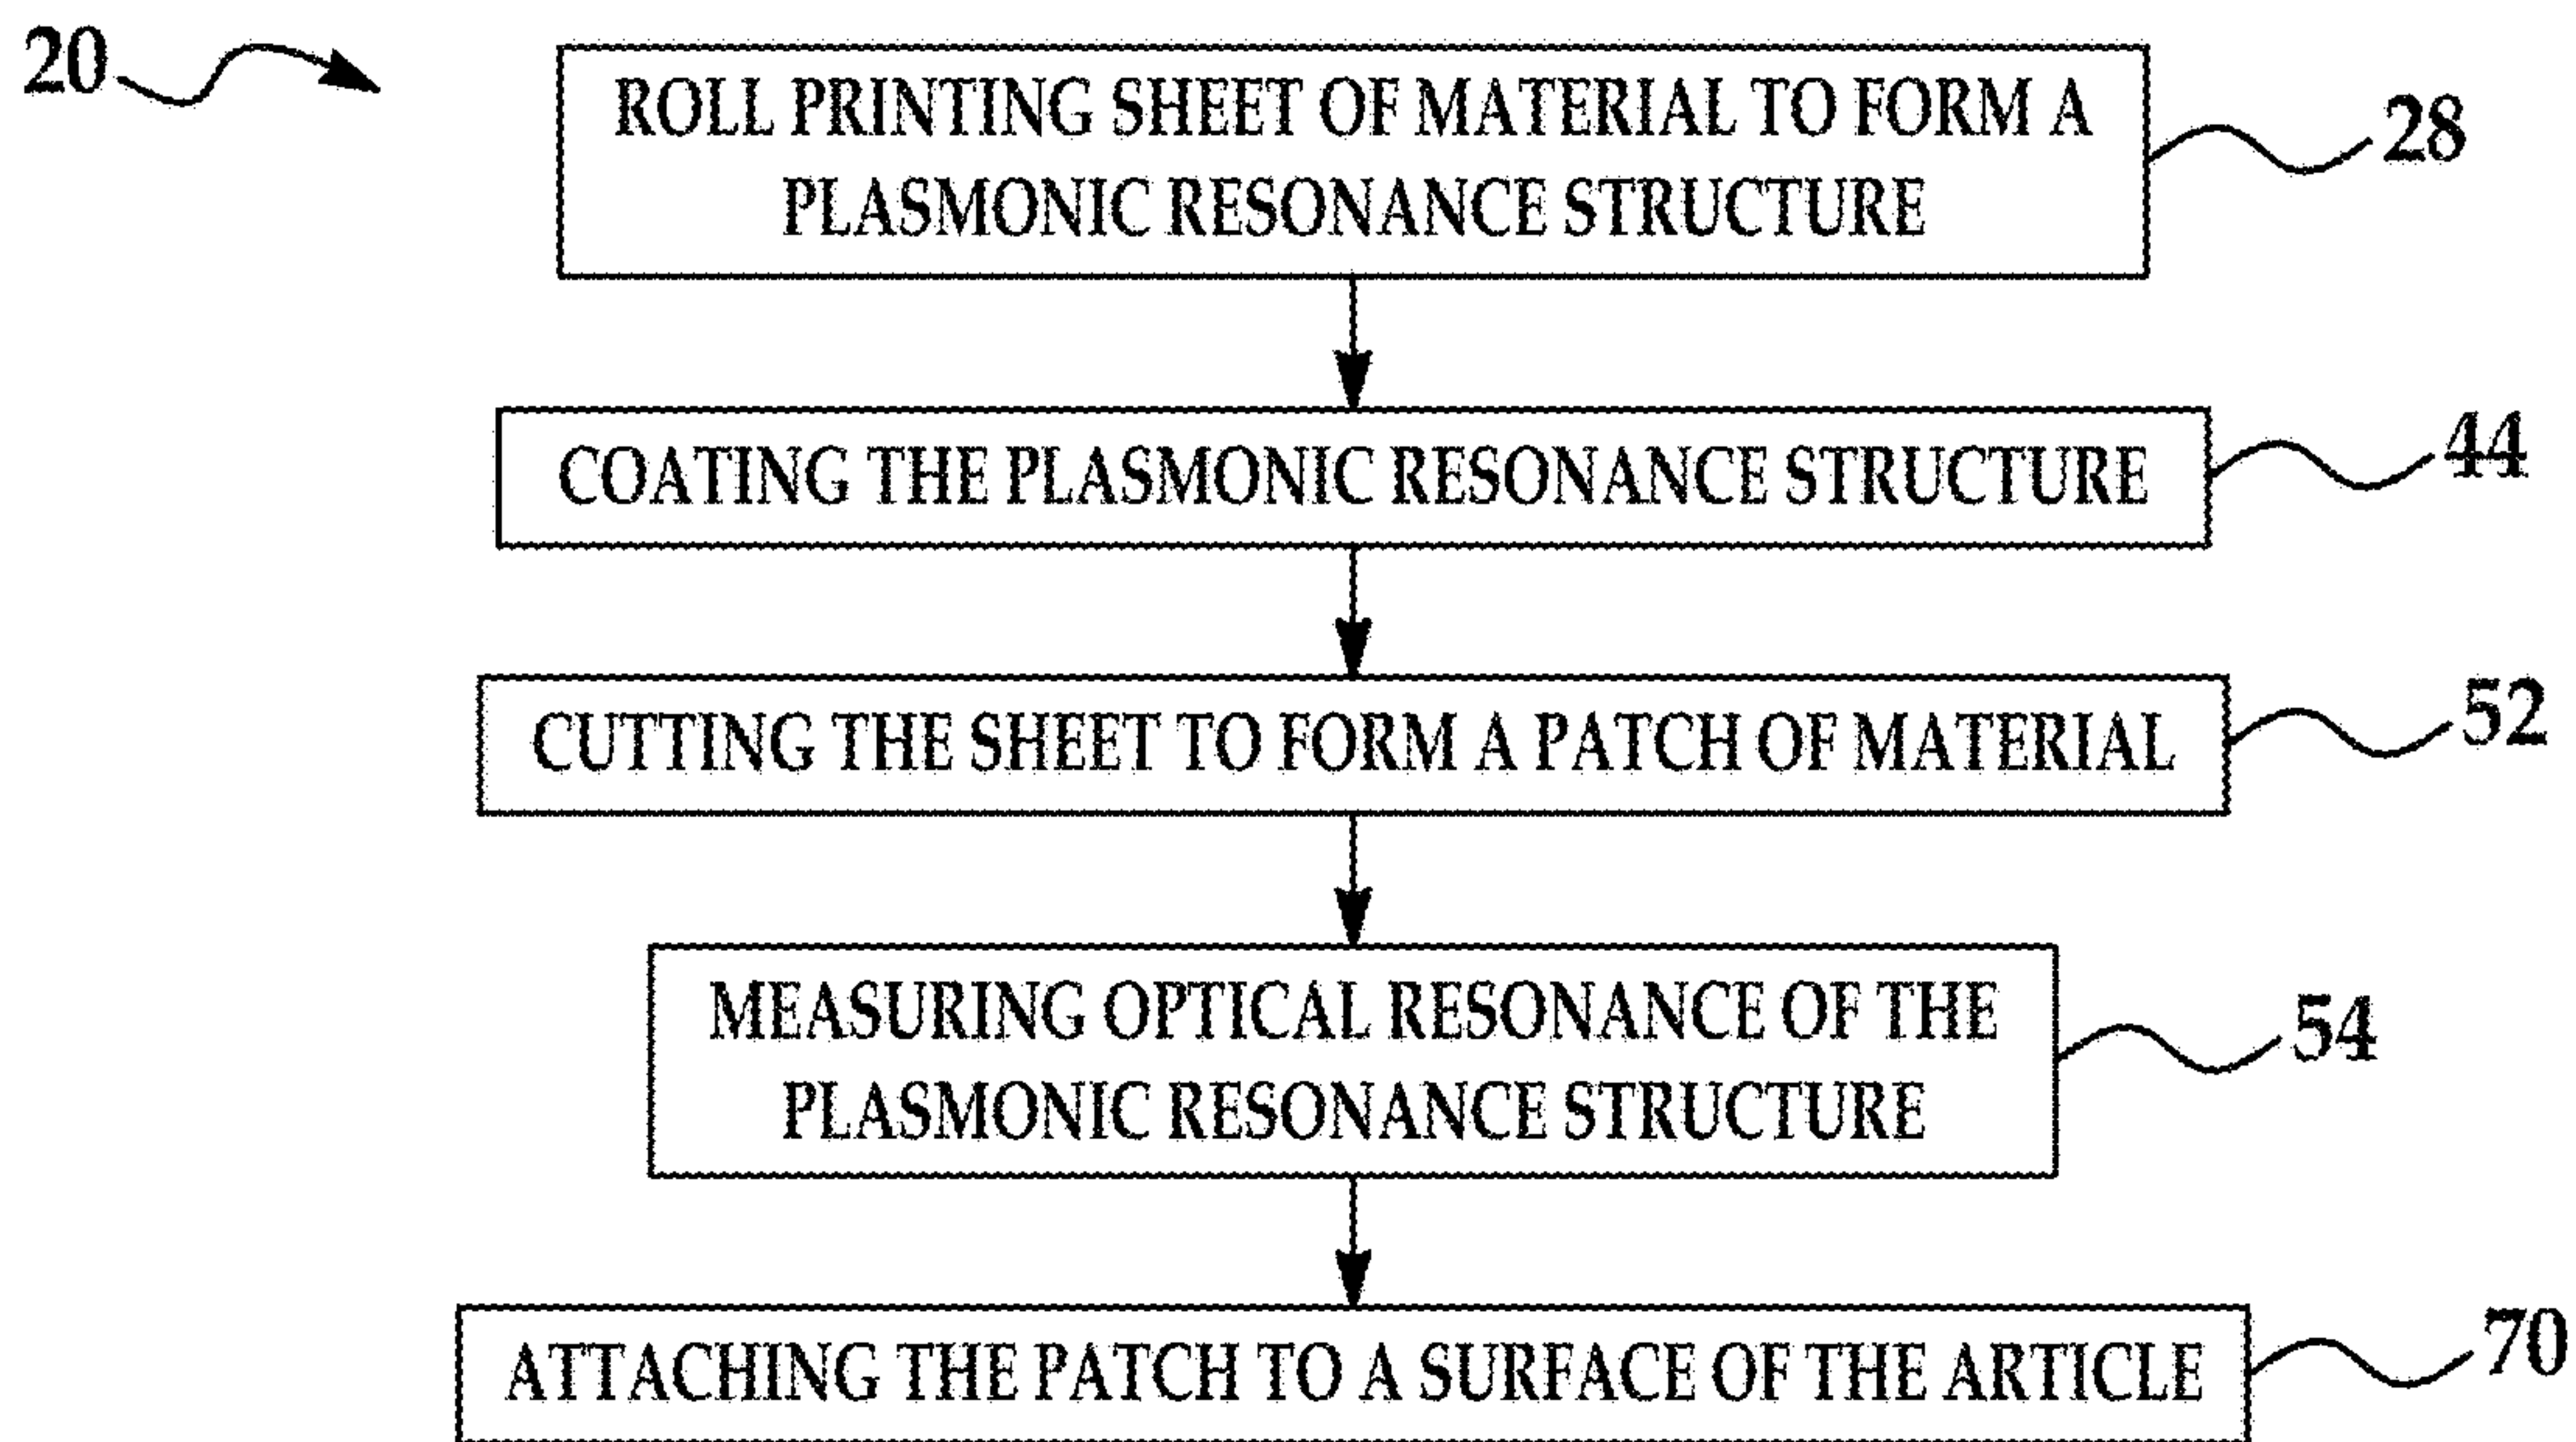 20
ROLL PRINTING SHEET OF MATERIAL TO FORM A
PLASMONIC RESONANCE STRUCTURE
28
COATING THE PLASMONIC RESONANCE STRUCTURE
44
CUTTING THE SHEET TO FORM A PATCH OF MATERIAL
52
MEASURING OPTICAL RESONANCE OF THE
PLASMONIC RESONANCE STRUCTURE
54
ATTACHING THE PATCH TO A SURFACE OF THE ARTICLE
70